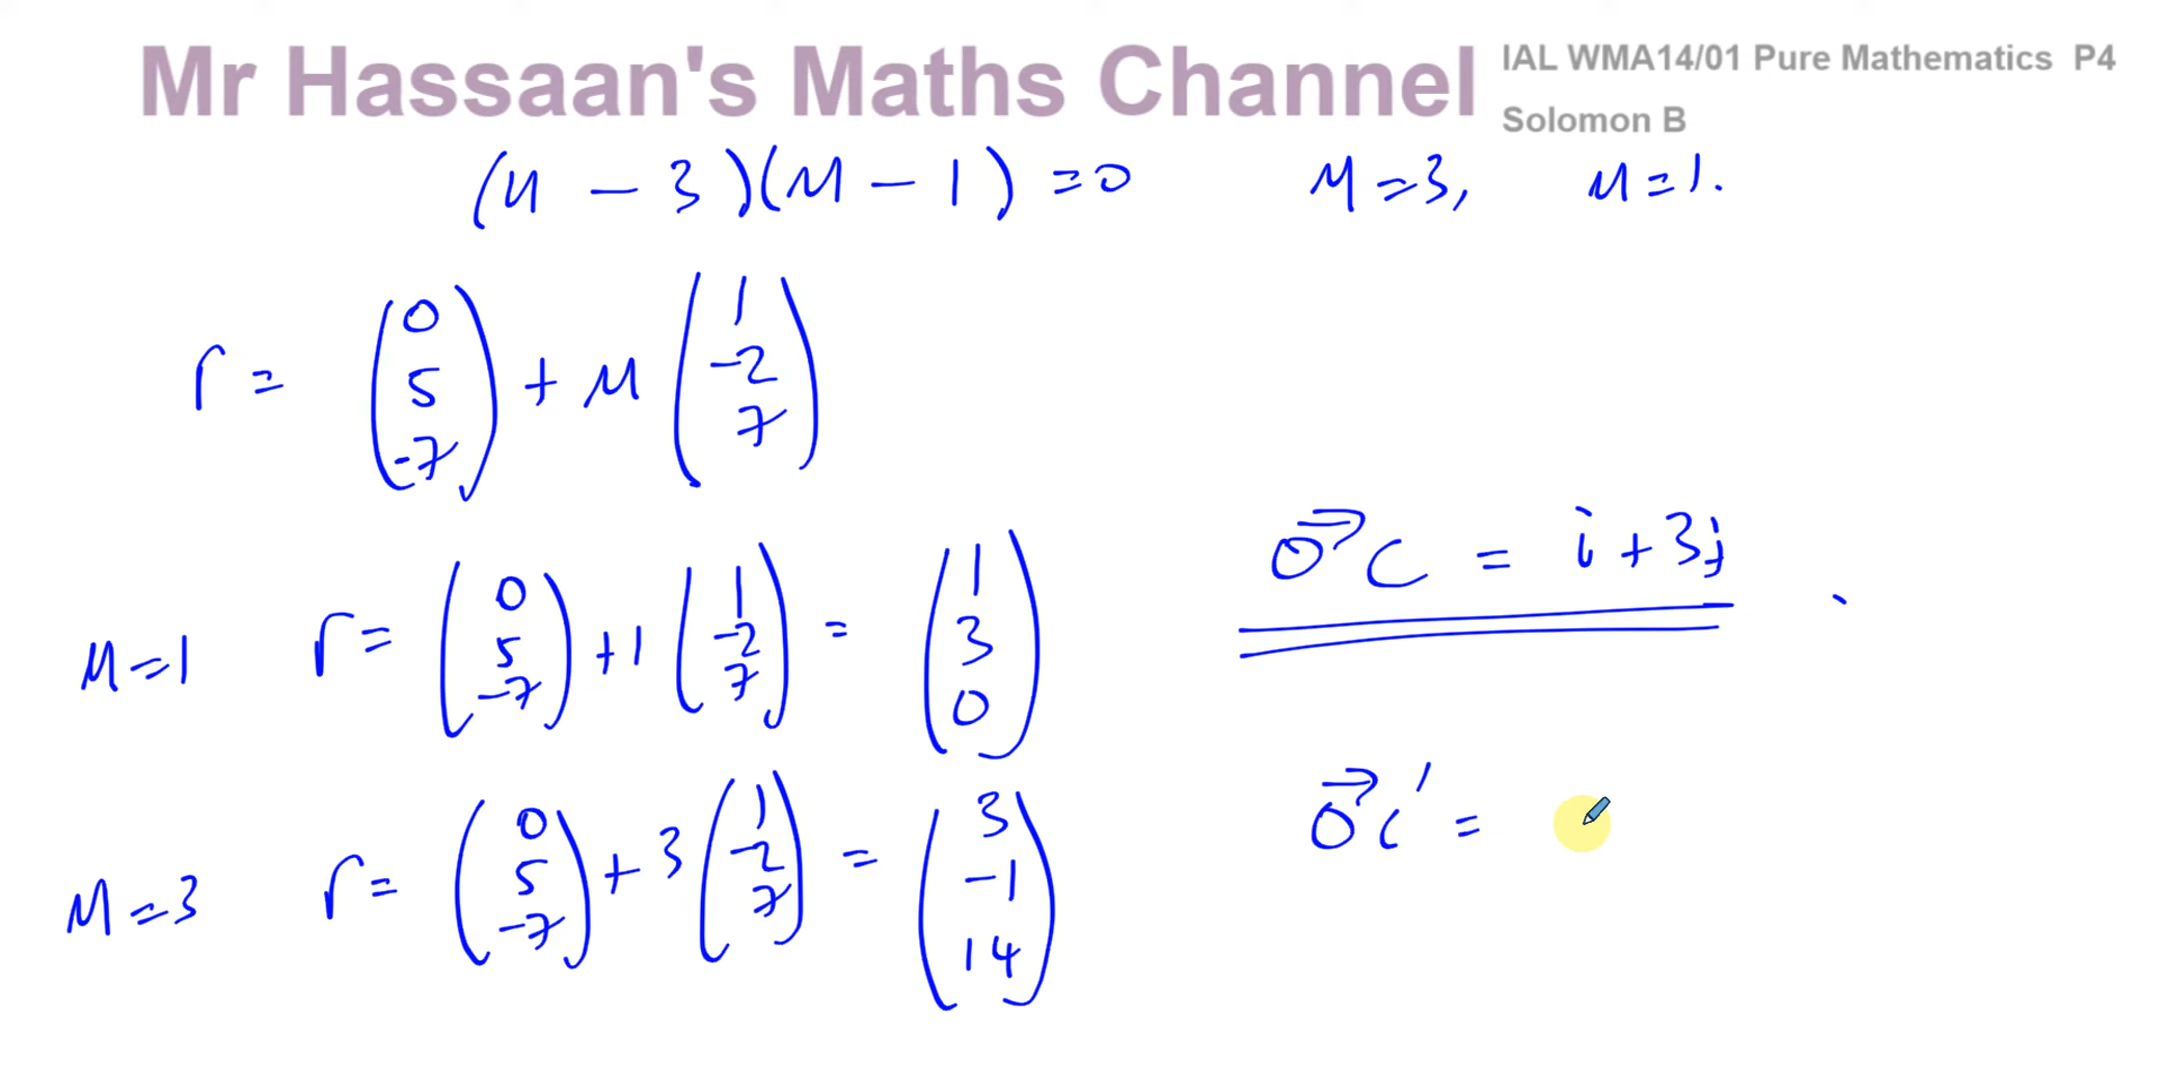 Mr Hassaan's Maths Channel
IAL WMA14/01 Pure Mathematics P4
Solomon B
(μ - 3)(μ - 1) = 0   μ = 3,   μ = 1.
r = (0 5 -7) + μ (1 -2 7)
OC = i + 3j
μ = 1   r = (0 5 -7) + 1 (1 -2 7) = (1 3 0)
OC' =
μ = 3   r = (0 5 -7) + 3 (1 -2 7) = (3 -1 14)